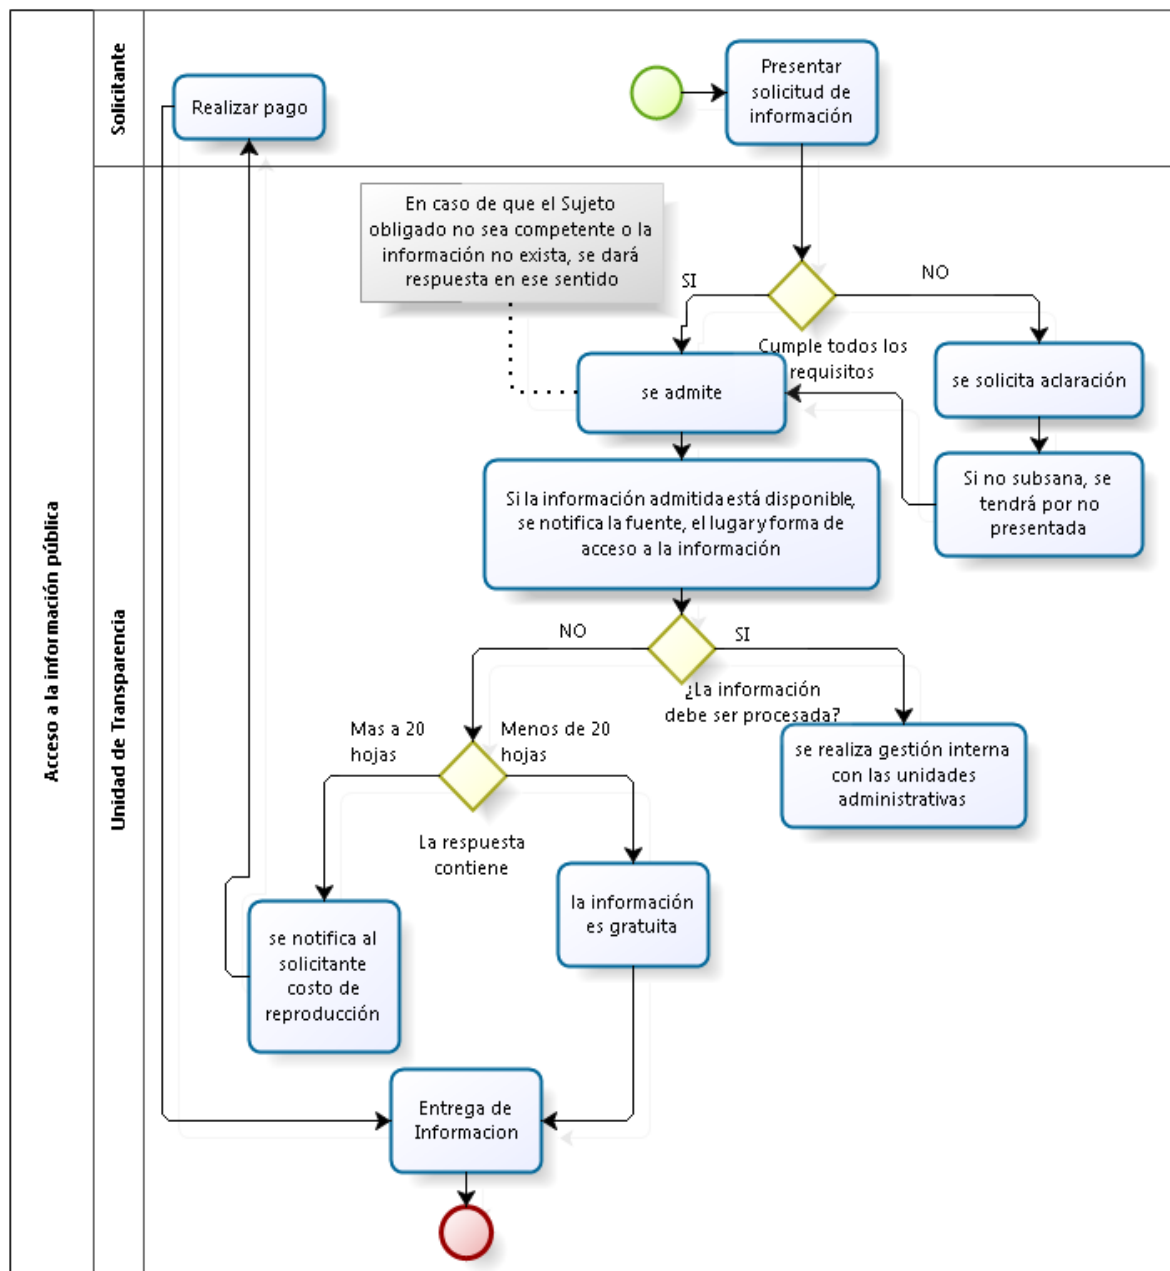 Acceso a la información pública
Solicitante
Unidad de Transparencia
Realizar pago
Presentar
solicitud de
información
En caso de que el Sujeto
obligado no sea competente o la
información no exista, se dará
respuesta en ese sentido
SI
NO
Cumple todos los
requisitos
se admite
se solicita aclaración
Si no subsana, se
tendrá por no
presentada
Si la información admitida está disponible,
se notifica la fuente, el lugar y forma de
acceso a la información
NO
SI
¿La información
debe ser procesada?
Mas a 20
hojas
Menos de 20
hojas
se realiza gestión interna
con las unidades
administrativas
La respuesta
contiene
la información
es gratuita
se notifica al
solicitante
costo de
reproducción
Entrega de
Informacion